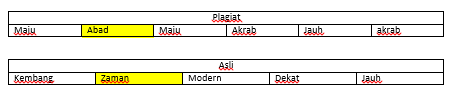 Plagiat
Maju Abad Maju Akrab Jauh akrab
Asli
Kembang Zaman Modern Dekat Jauh